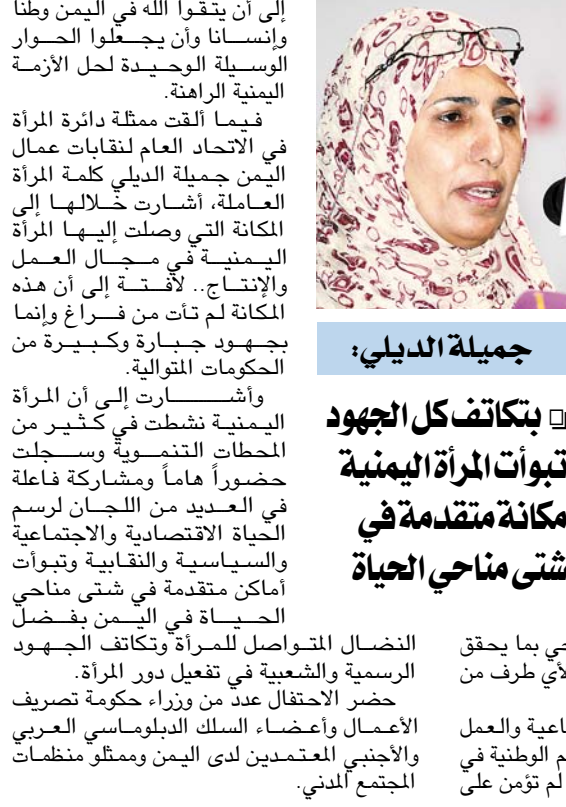 جميلة الديلي:
❑ بتكاتف كل الجهود
تبوأت المرأة اليمنية
مكانة متقدمة في
شتى مناحي الحياة
حي بما يحقق
لأي طرف من
اعية والعمل
م الوطنية في
لم تؤمن على
إلى أن يتقوا الله في اليمن وطناً
وإنسانا وأن يجعلوا الحوار
الوسيلة الوحيدة لحل الأزمة
اليمنية الراهنة.
فيما ألقت ممثلة دائرة المرأة
في الاتحاد العام لنقابات عمال
اليمن جميلة الديلي كلمة المرأة
العاملة، أشارت خلالها إلى
المكانة التي وصلت إليها المرأة
اليمنية في مجال العمل
والإنتاج.. لافتة إلى أن هذه
المكانة لم تأت من فراغ وإنما
بجهود جبارة وكبيرة من
الحكومات المتوالية.
وأشارت إلى أن المرأة
اليمنية نشطت في كثير من
المحطات التنموية وسجلت
حضوراً هاماً ومشاركة فاعلة
في العديد من اللجان لرسم
الحياة الاقتصادية والاجتماعية
والسياسية والنقابية وتبوأت
أماكن متقدمة في شتى مناحي
الحياة في اليمن بفضل
النضال المتواصل للمرأة وتكاتف الجهود
الرسمية والشعبية في تفعيل دور المرأة.
حضر الاحتفال عدد من وزراء حكومة تصريف
الأعمال وأعضاء السلك الدبلوماسي العربي
والأجنبي المعتمدين لدى اليمن وممثلو منظمات
المجتمع المدني.